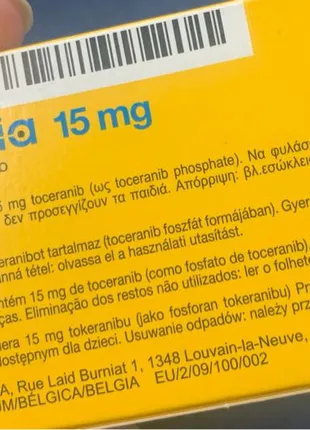 ia 15 mg
o
mg toceranib (ως toceranib phosphate). Να φυλάσ
δεν προσεγγίζουν τα παιδιά. Απόρριψη: βλ.εσώκλει
eranibot tartalmaz (toceranib foszfát formájában). Gyer
nná tétel: olvassa el a használati utasítást.
ntém 15 mg de toceranib (como fosfato de toceranib).
ças. Eliminação dos restos não utilizados: ler o folhet
era 15 mg tokeranibu (jako fosforan tokeranibu) Pr
dostępnym dla dzieci. Usuwanie odpadów: należy prz
A, Rue Laid Burniat 1, 1348 Louvain-la-Neuve,
UM/BÉLGICA/BELGIA EU/2/09/100/002